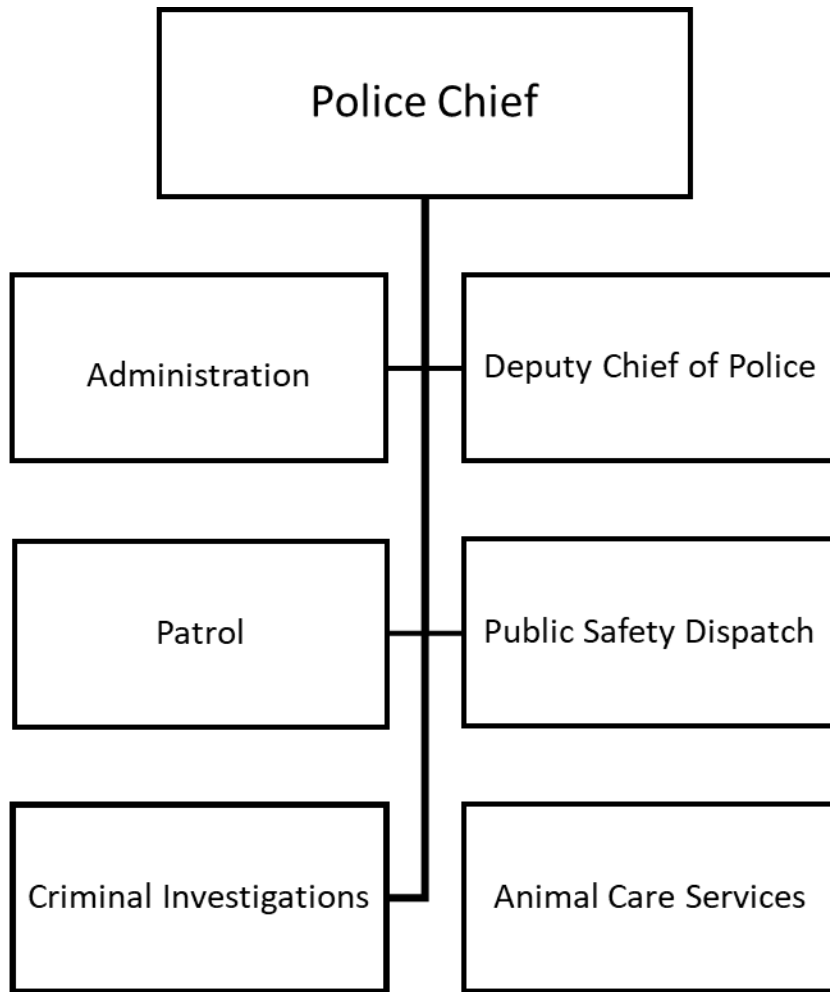 Police Chief
Administration
Deputy Chief of Police
Patrol
Public Safety Dispatch
Criminal Investigations
Animal Care Services